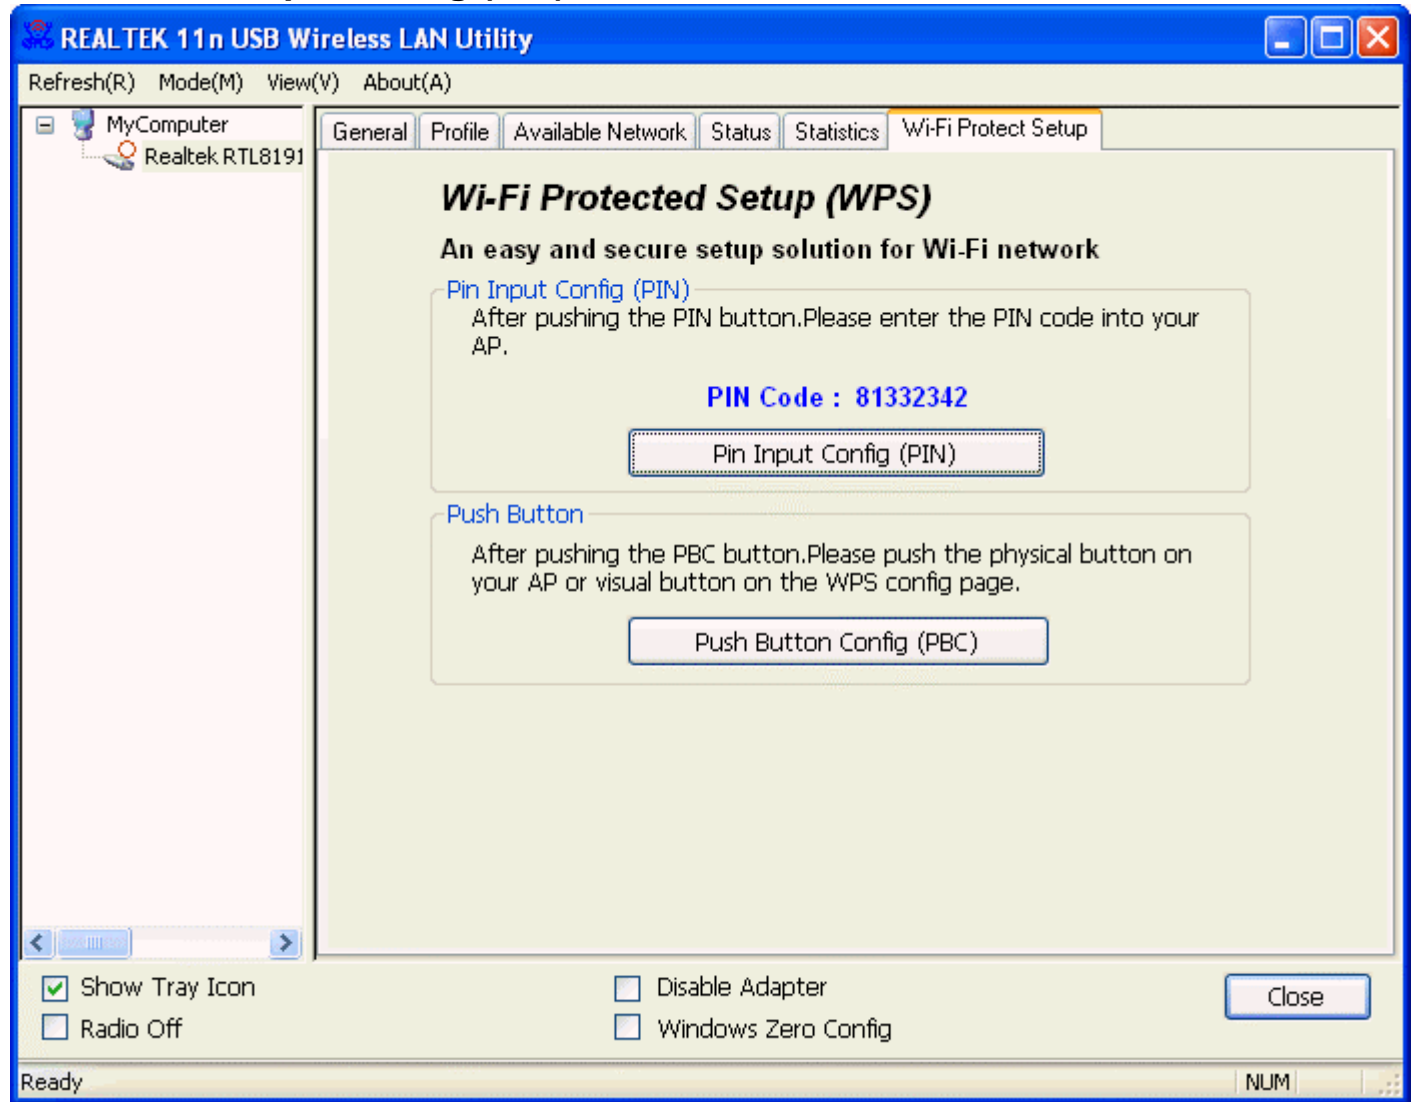 REALTEK 11n USB Wireless LAN Utility
Refresh(R) Mode(M) View(V) About(A)
MyComputer
Realtek RTL8191
General Profile Available Network Status Statistics Wi-Fi Protect Setup
Wi-Fi Protected Setup (WPS)
An easy and secure setup solution for Wi-Fi network
Pin Input Config (PIN)
After pushing the PIN button.Please enter the PIN code into your
AP.
PIN Code : 81332342
Pin Input Config (PIN)
Push Button
After pushing the PBC button.Please push the physical button on
your AP or visual button on the WPS config page.
Push Button Config (PBC)
Show Tray Icon
Disable Adapter
Close
Radio Off
Windows Zero Config
Ready
NUM